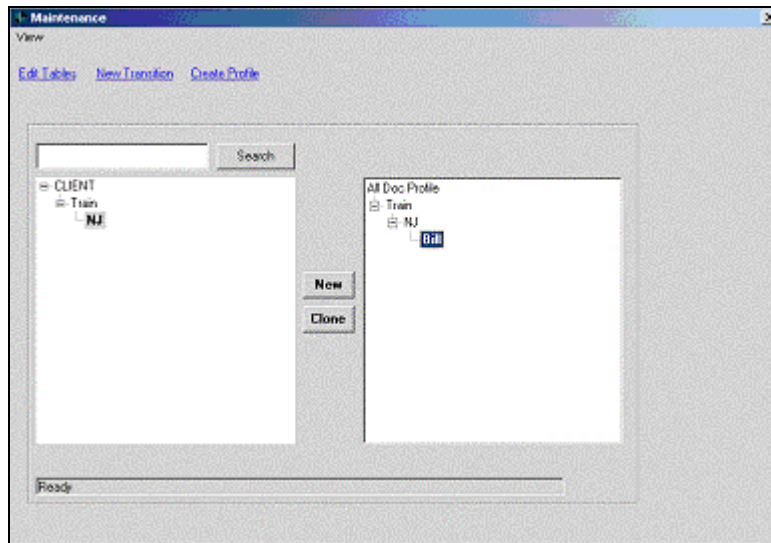 Maintenance
View
Edit Tables New Transition Create Profile
Search
CLIENT
Train
NJ
All Doc Profile
Train
NJ
Bill
New
Clone
Ready